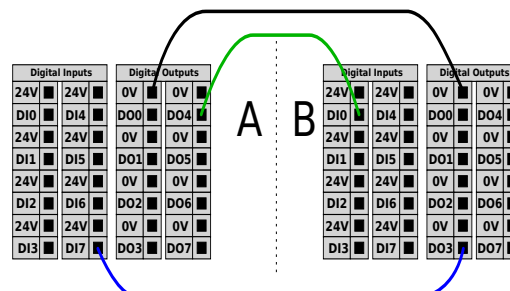 Digital Inputs Digital Outputs Digital Inputs Digital Outputs
24V 24V 0V 0V 24V 24V 0V 0V
DI0 DI4 DO0 DO4 A B DI0 DI4 DO0 DO4
24V 24V 0V 0V 24V 24V 0V 0V
DI1 DI5 DO1 DO5 DI1 DI5 DO1 DO5
24V 24V 0V 0V 24V 24V 0V 0V
DI2 DI6 DO2 DO6 DI2 DI6 DO2 DO6
24V 24V 0V 0V 24V 24V 0V 0V
DI3 DI7 DO3 DO7 DI3 DI7 DO3 DO7